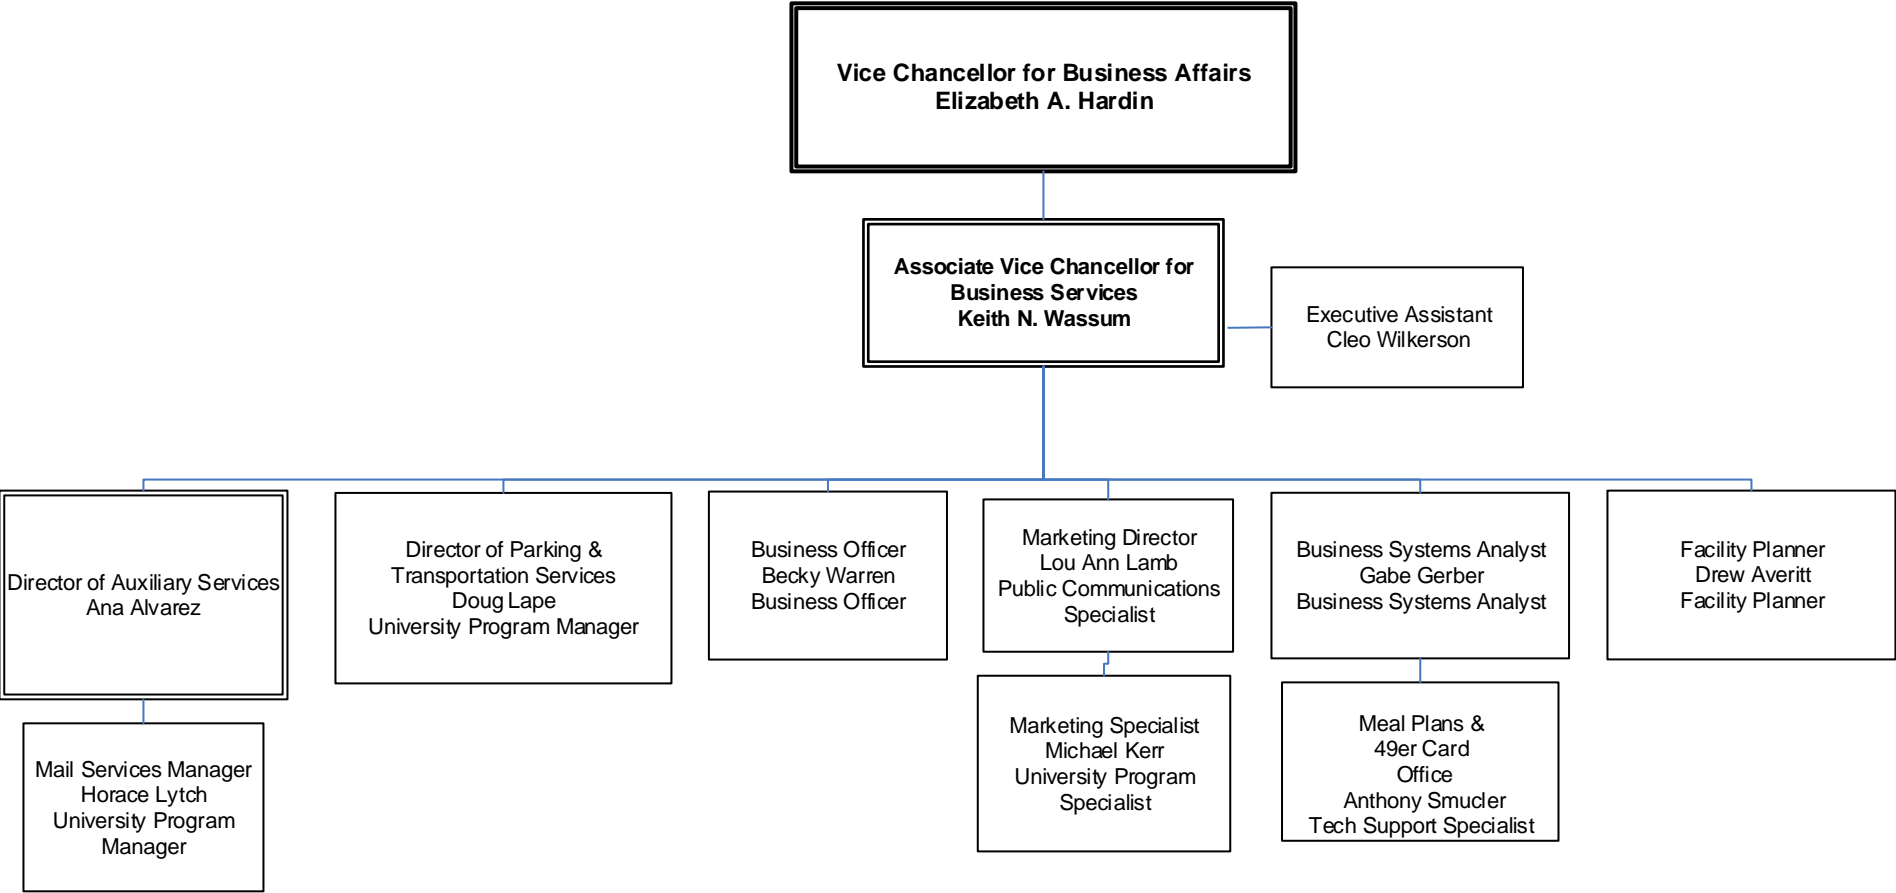 Vice Chancellor for Business Affairs
Elizabeth A. Hardin
Associate Vice Chancellor for
Business Services
Keith N. Wassum
Executive Assistant
Cleo Wilkerson
Director of Auxiliary Services
Ana Alvarez
Director of Parking &
Transportation Services
Doug Lape
University Program Manager
Business Officer
Becky Warren
Business Officer
Marketing Director
Lou Ann Lamb
Public Communications
Specialist
Business Systems Analyst
Gabe Gerber
Business Systems Analyst
Facility Planner
Drew Averitt
Facility Planner
Mail Services Manager
Horace Lytch
University Program
Manager
Marketing Specialist
Michael Kerr
University Program
Specialist
Meal Plans &
49er Card
Office
Anthony Smucler
Tech Support Specialist